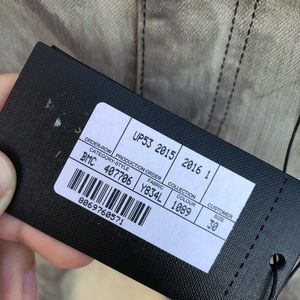 UP53 2015 2016 1
ORDER-ROW PRODUCTION ORDER COLLECTION CUSTOMER
BMC 407706 Y834L 1089 30
CATEGORY-STYLE FABRIC COLOUR SIZE
8069760571